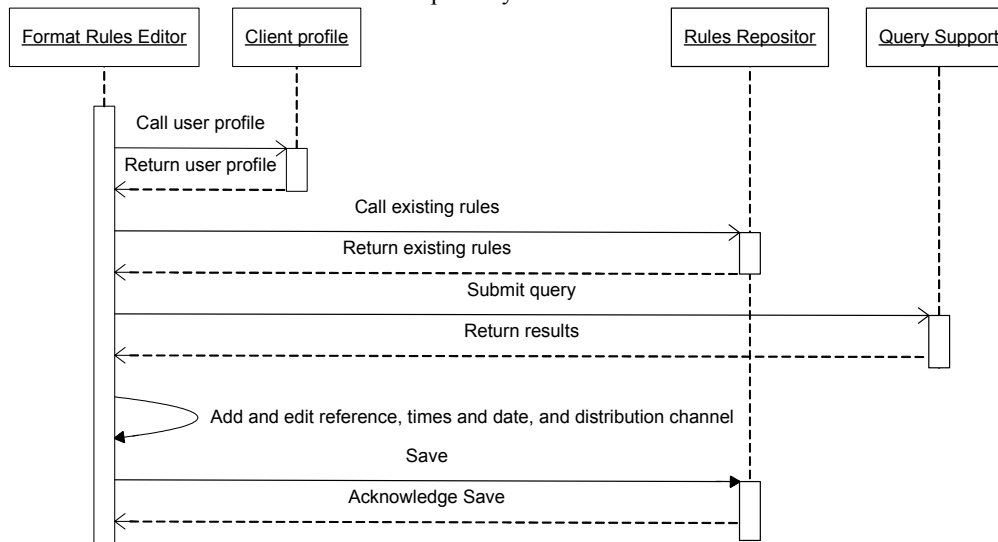 Format Rules Editor
Client profile
Rules Repositor
Query Support
Call user profile
Return user profile
Call existing rules
Return existing rules
Submit query
Return results
Add and edit reference, times and date, and distribution channel
Save
Acknowledge Save